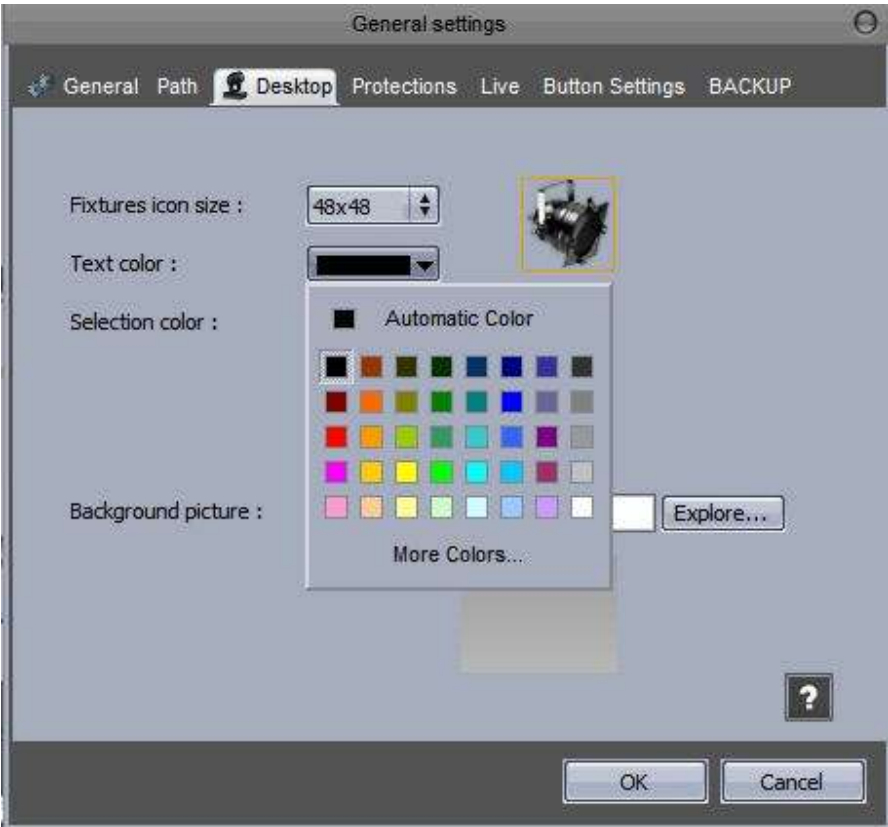 General settings
General Path Desktop Protections Live Button Settings BACKUP
Fixtures icon size : 48x48
Text color :
Automatic Color
Selection color :
Background picture : Explore...
More Colors...
?
OK Cancel